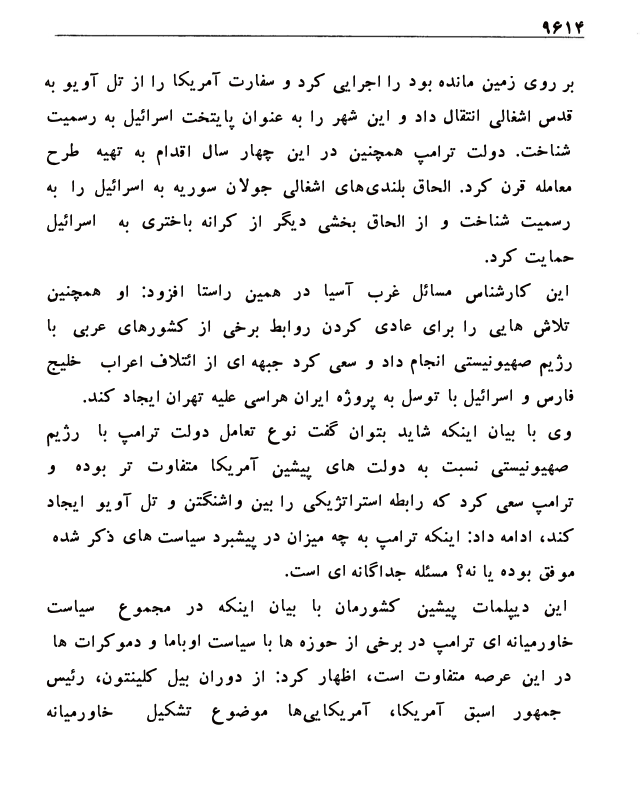 ۹۶۱۴
بر روی زمین مانده بود را اجرایی کرد و سفارت آمریکا را از تل آویو به
قدس اشغالی انتقال داد و این شهر را به عنوان پایتخت اسرائیل به رسمیت
شناخت. دولت ترامپ همچنین در این چهار سال اقدام به تهیه طرح
معامله قرن کرد. الحاق بلندی‌های اشغالی جولان سوریه به اسرائیل را به
رسمیت شناخت و از الحاق بخشی دیگر از کرانه باختری به اسرائیل
حمایت کرد.
این کارشناس مسائل غرب آسیا در همین راستا افزود: او همچنین
تلاش هایی را برای عادی کردن روابط برخی از کشورهای عربی با
رژیم صهیونیستی انجام داد و سعی کرد جبهه ای از ائتلاف اعراب خلیج
فارس و اسرائیل با توسل به پروژه ایران هراسی علیه تهران ایجاد کند.
وی با بیان اینکه شاید بتوان گفت نوع تعامل دولت ترامپ با رژیم
صهیونیستی نسبت به دولت های پیشین آمریکا متفاوت تر بوده و
ترامپ سعی کرد که رابطه استراتژیکی را بین واشنگتن و تل آویو ایجاد
کند، ادامه داد: اینکه ترامپ به چه میزان در پیشبرد سیاست های ذکر شده
موفق بوده یا نه؟ مسئله جداگانه ای است.
این دیپلمات پیشین کشورمان با بیان اینکه در مجموع سیاست
خاورمیانه ای ترامپ در برخی از حوزه ها با سیاست اوباما و دموکرات ها
در این عرصه متفاوت است، اظهار کرد: از دوران بیل کلینتون، رئیس
جمهور اسبق آمریکا، آمریکایی‌ها موضوع تشکیل خاورمیانه